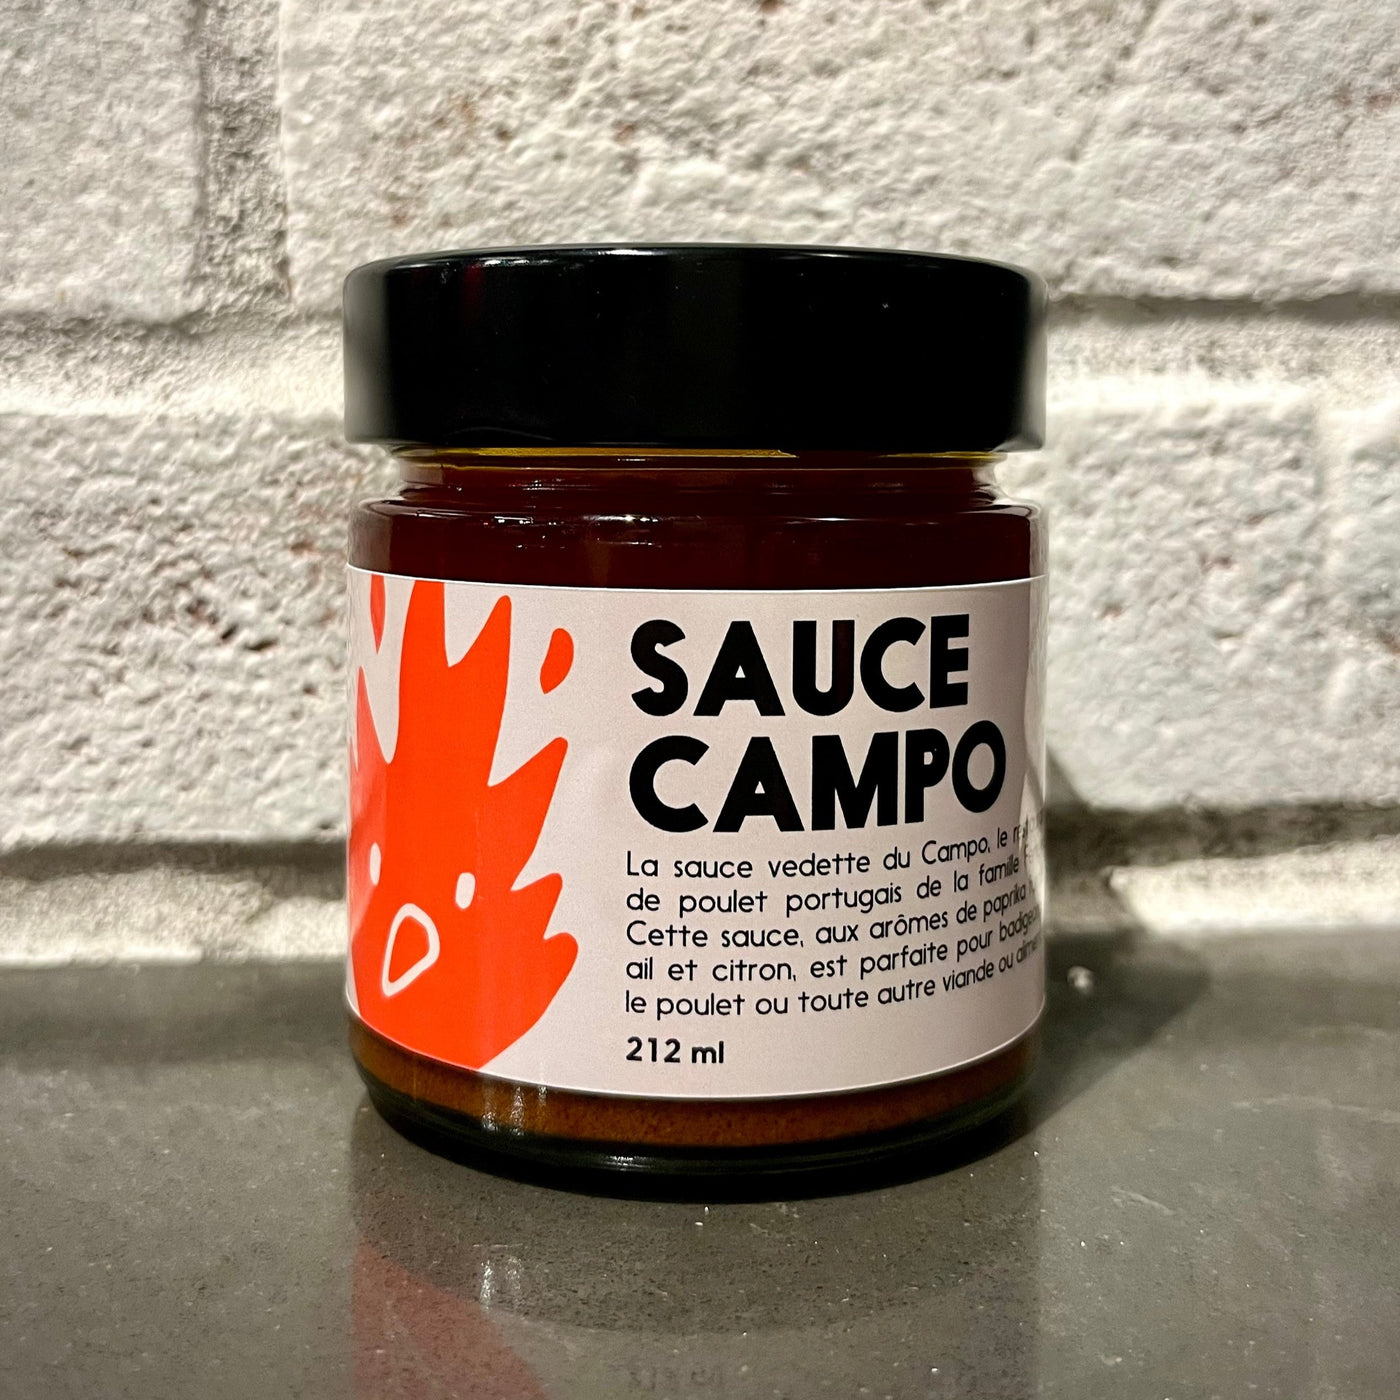 SAUCE
CAMPO
La sauce vedette du Campo, le
de poulet portugais de la famille
Cette sauce, aux arômes de paprika
ail et citron, est parfaite pour
le poulet ou toute autre viande ou
212 ml